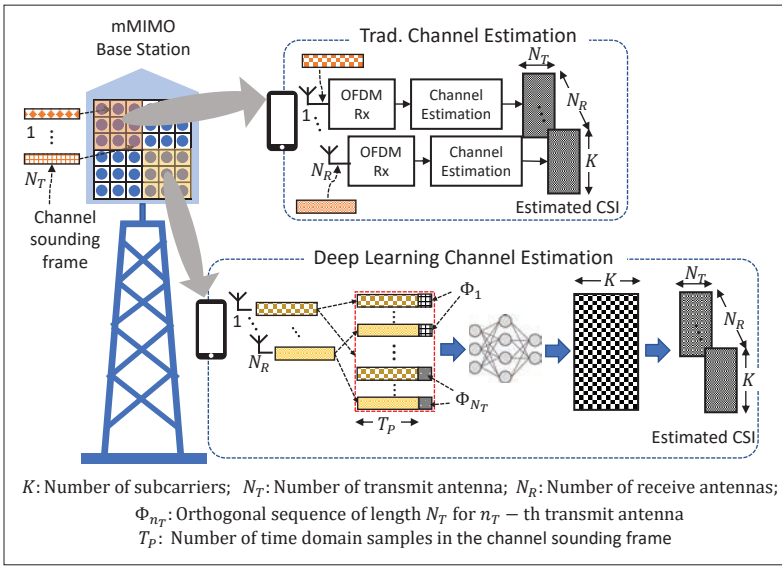 mMIMO
Base Station
1
⋮
N_T
Channel
sounding
frame
Trad. Channel Estimation
1
OFDM
Rx
Channel
Estimation
N_R
OFDM
Rx
Channel
Estimation
N_T
N_R
K
Estimated CSI
Deep Learning Channel Estimation
1
N_R
Φ_1
Φ_{N_T}
T_P
K
N_T
N_R
K
Estimated CSI
K: Number of subcarriers; N_T: Number of transmit antenna; N_R: Number of receive antennas;
Φ_{n_T}: Orthogonal sequence of length N_T for n_T − th transmit antenna
T_P: Number of time domain samples in the channel sounding frame